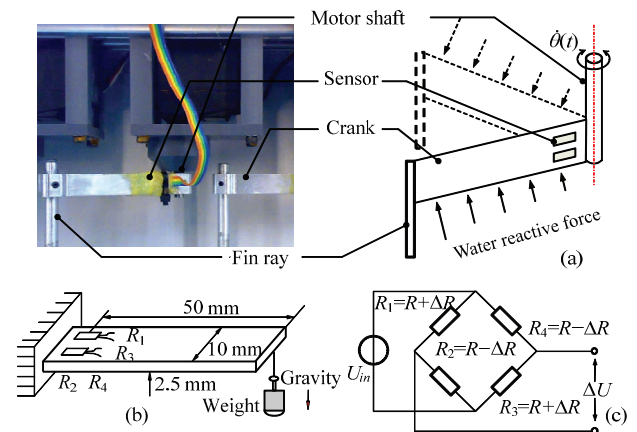 Motor shaft
(a)
θ̇(t)
Sensor
Crank
Water reactive force
Fin ray
50 mm
10 mm
R₁
R₃
R₂ R₄
2.5 mm
Gravity
Weight
(b)
R₁=R+ΔR
R₄=R−ΔR
R₂=R−ΔR
Uᵢₙ
R₃=R+ΔR
ΔU
(c)